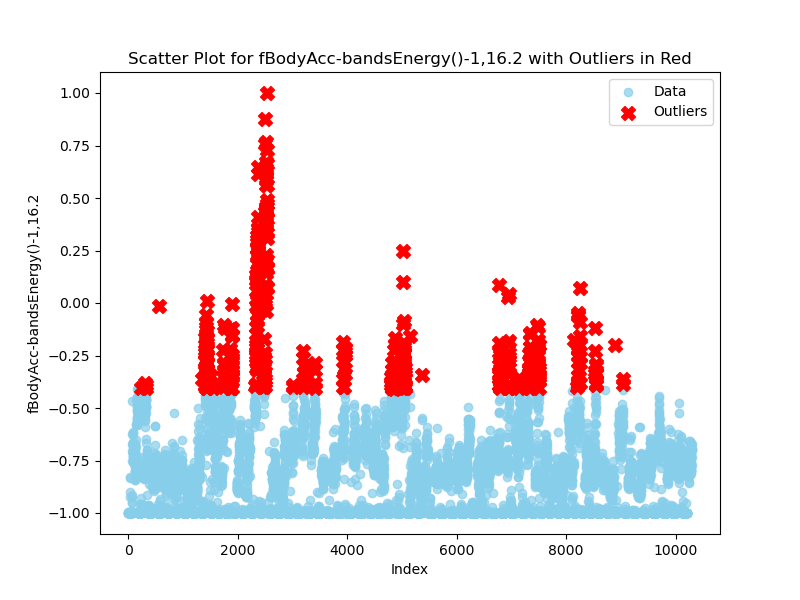 Scatter Plot for fBodyAcc-bandsEnergy()-1,16.2 with Outliers in Red
Data
Outliers
fBodyAcc-bandsEnergy()-1,16.2
1.00
0.75
0.50
0.25
0.00
−0.25
−0.50
−0.75
−1.00
0 2000 4000 6000 8000 10000
Index